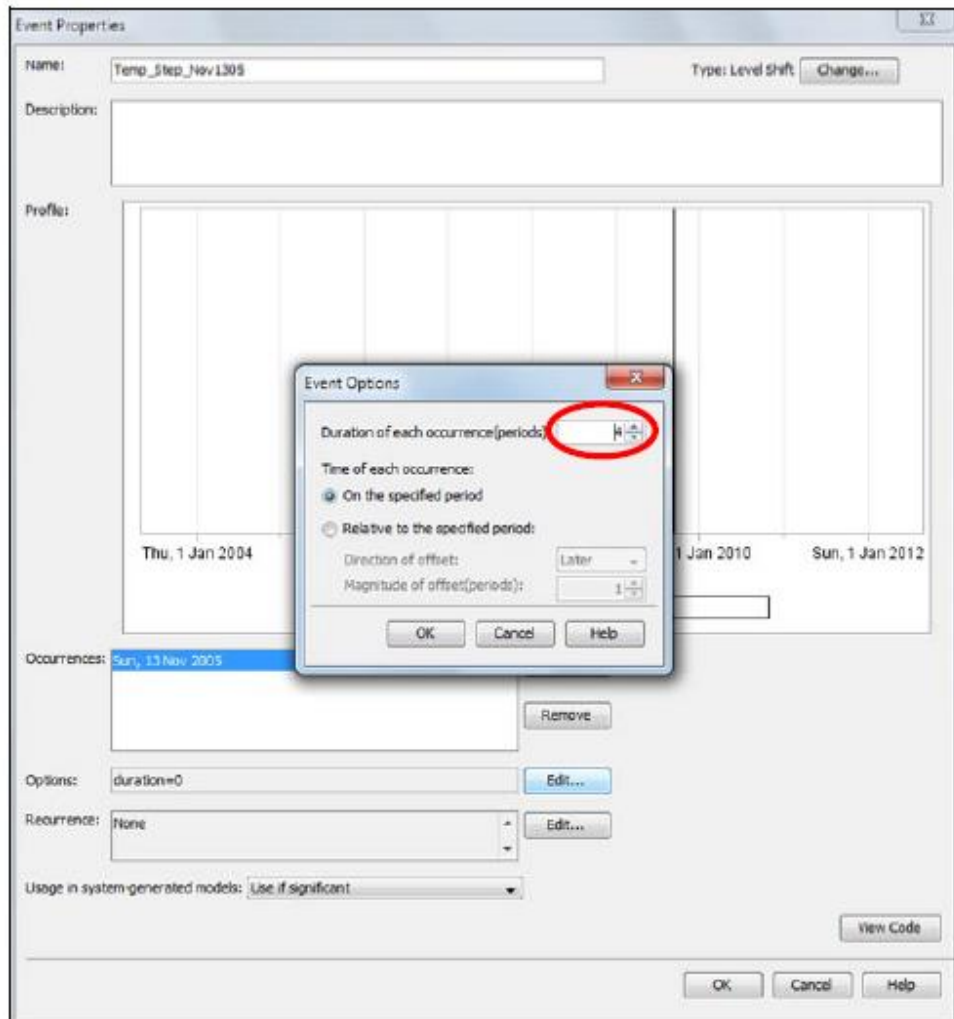 Event Properties
Name:
Temp_Step_Nov1305
Type: Level Shift
Change...
Description:
Profile:
Event Options
Duration of each occurrence(periods)
4
Time of each occurrence:
On the specified period
Relative to the specified period:
Direction of offset:
Later
Magnitude of offset(periods):
1
OK
Cancel
Help
Thu, 1 Jan 2004
1 Jan 2010
Sun, 1 Jan 2012
Occurrences:
Sun, 13 Nov 2005
Remove
Options:
duration=0
Edit...
Recurrence:
None
Edit...
Usage in system-generated models:
Use if significant
View Code
OK
Cancel
Help